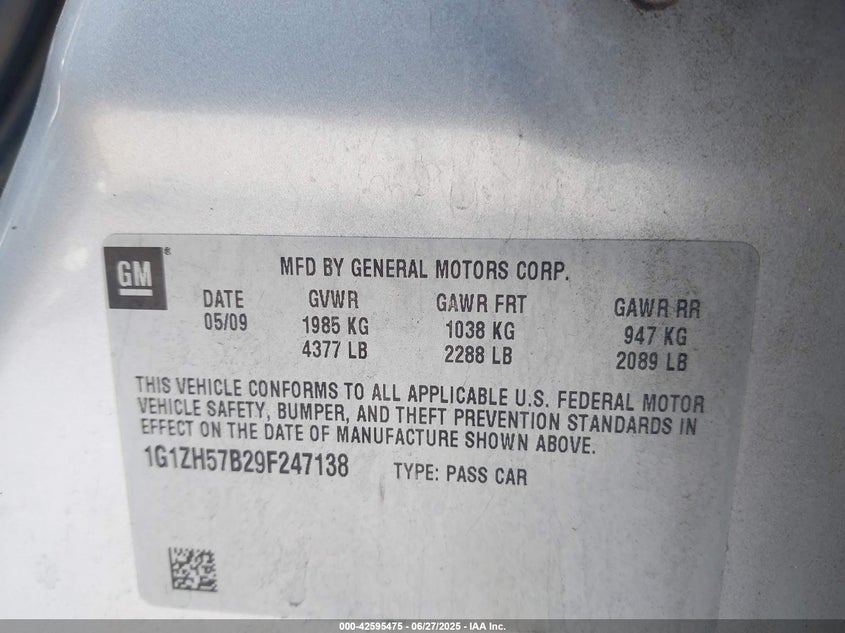 GM®
MFD BY GENERAL MOTORS CORP.
DATE GVWR GAWR FRT GAWR RR
05/09 1985 KG 1038 KG 947 KG
4377 LB 2288 LB 2089 LB
THIS VEHICLE CONFORMS TO ALL APPLICABLE U.S. FEDERAL MOTOR
VEHICLE SAFETY, BUMPER, AND THEFT PREVENTION STANDARDS IN
EFFECT ON THE DATE OF MANUFACTURE SHOWN ABOVE.
1G1ZH57B29F247138 TYPE: PASS CAR
000-42595475 - 06/27/2025 - IAA Inc.